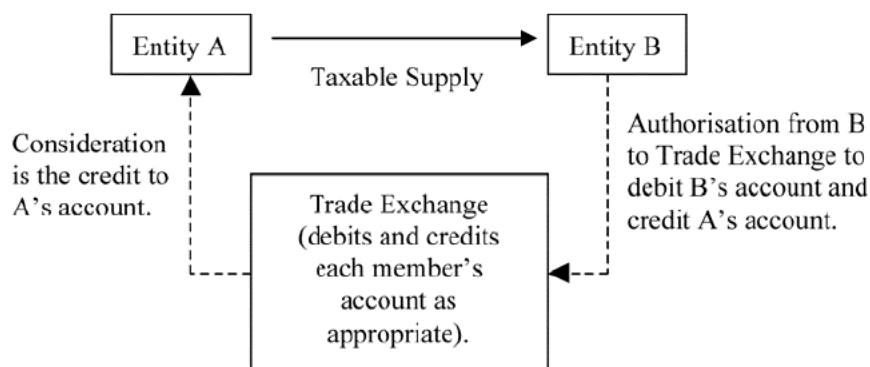 Entity A
Entity B
Taxable Supply
Consideration
is the credit to
A's account.
Authorisation from B
to Trade Exchange to
debit B's account and
credit A's account.
Trade Exchange
(debits and credits
each member's
account as
appropriate).